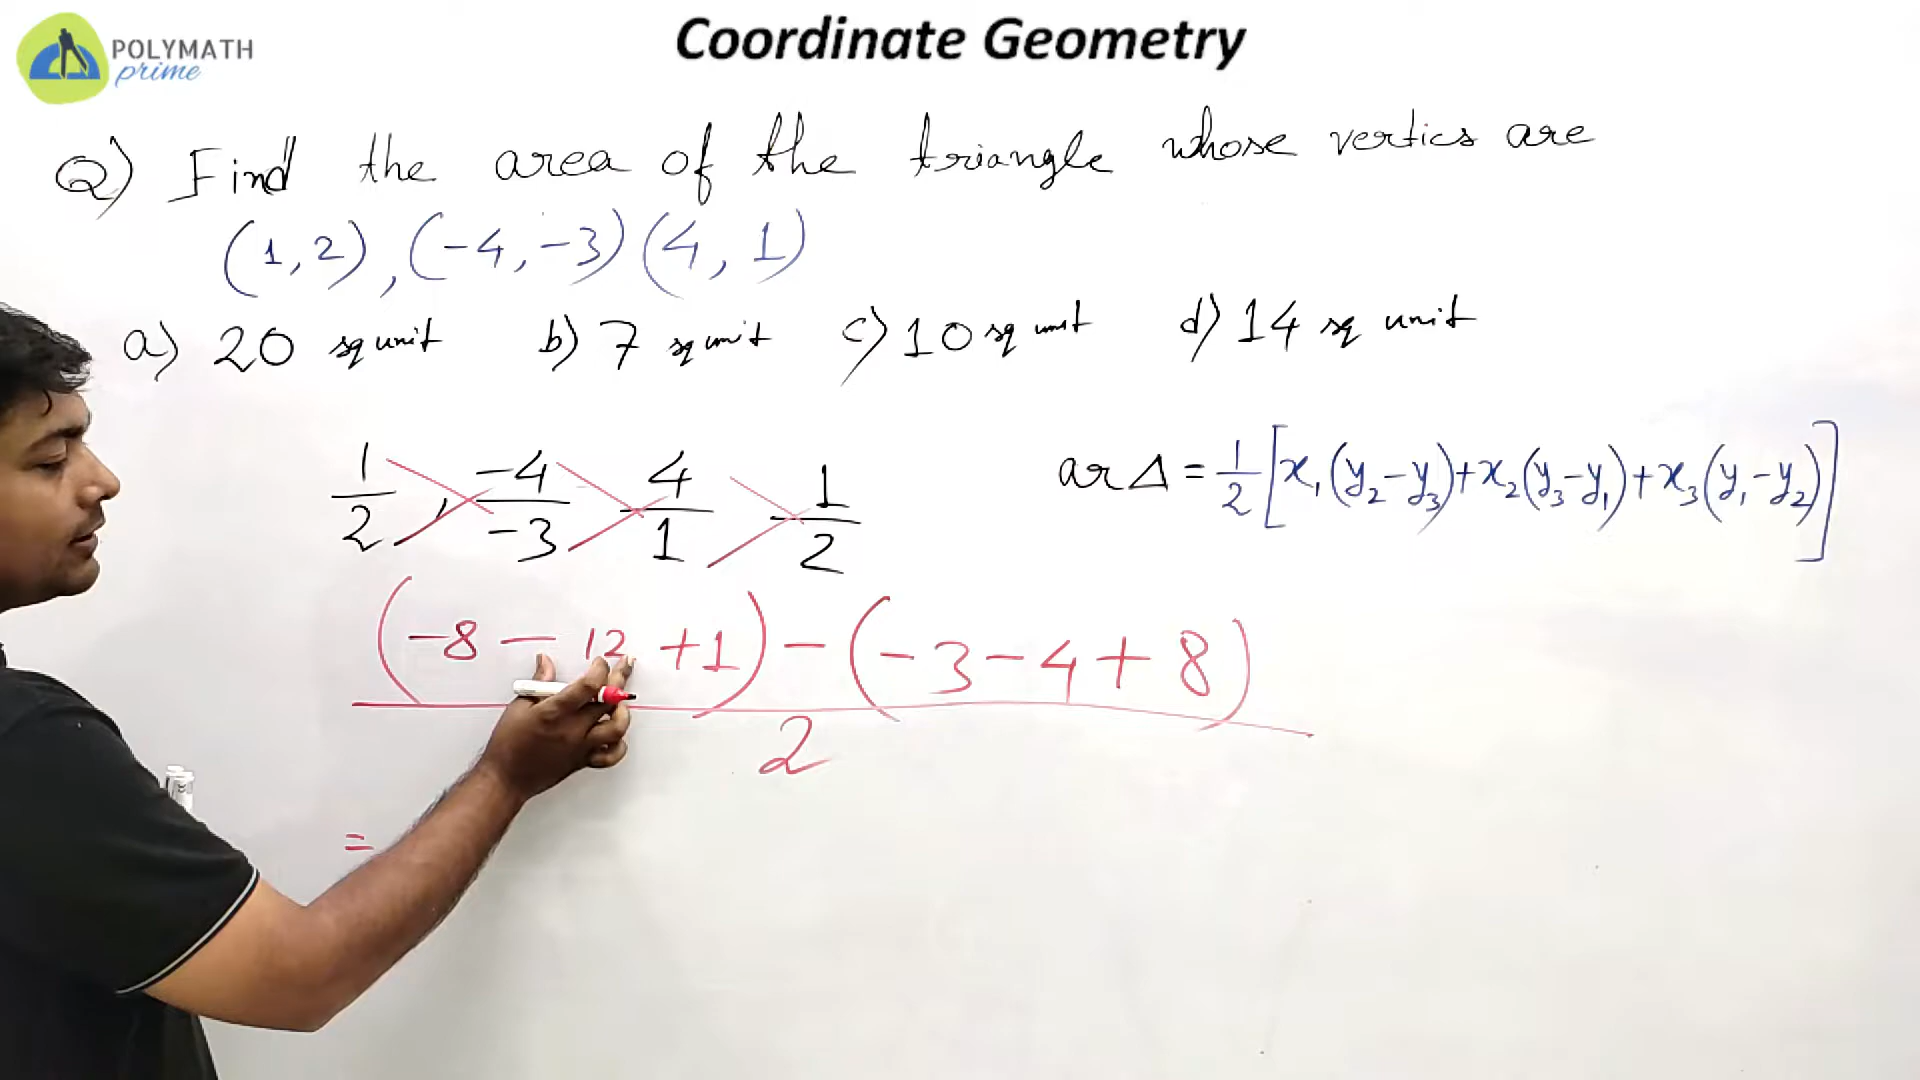 POLYMATH
prime
Coordinate Geometry
Q) Find the area of the triangle whose vertics are
(1,2), (-4,-3) (4, 1)
a) 20 sq unit b) 7 sq unit c) 10 sq unit d) 14 sq unit
1/2 , -4/-3 4/1 1/2
ar Δ = 1/2 [x₁(y₂-y₃)+x₂(y₃-y₁)+x₃(y₁-y₂)]
(-8 - 12 +1) - (-3-4+8)
2
=